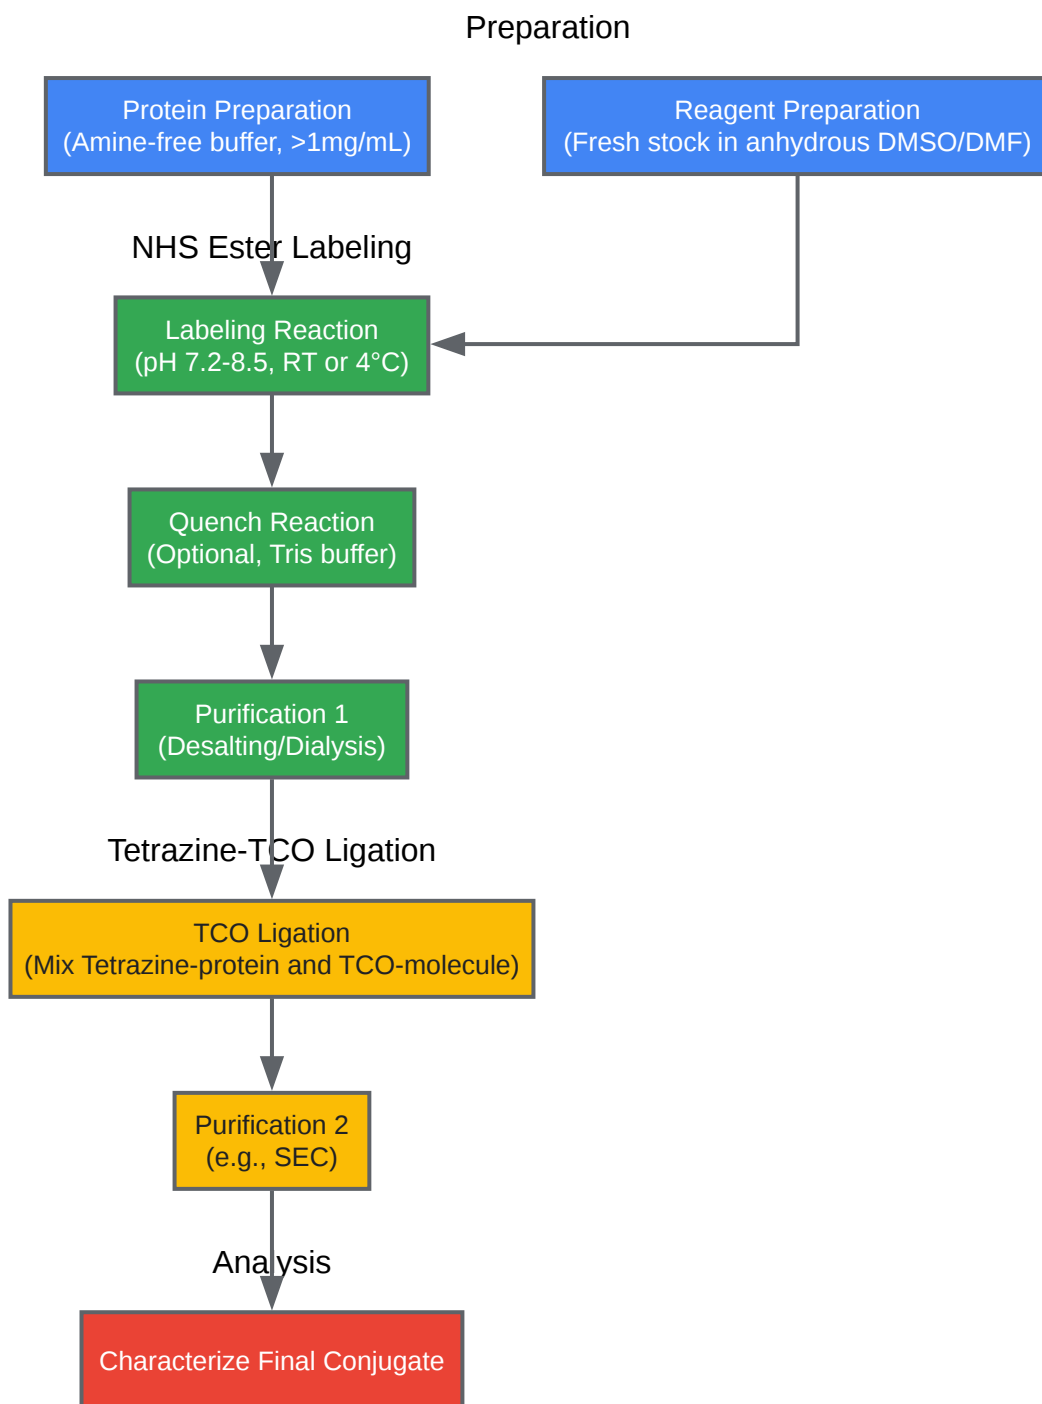 Preparation
Protein Preparation
(Amine-free buffer, >1mg/mL)
Reagent Preparation
(Fresh stock in anhydrous DMSO/DMF)
NHS Ester Labeling
Labeling Reaction
(pH 7.2-8.5, RT or 4°C)
Quench Reaction
(Optional, Tris buffer)
Purification 1
(Desalting/Dialysis)
Tetrazine-TCO Ligation
TCO Ligation
(Mix Tetrazine-protein and TCO-molecule)
Purification 2
(e.g., SEC)
Analysis
Characterize Final Conjugate